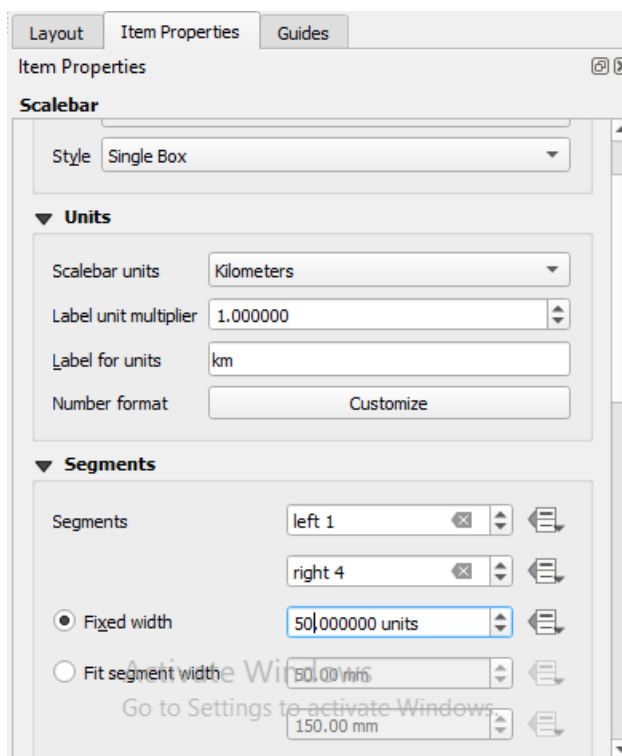 Layout Item Properties Guides
Item Properties
Scalebar
Style Single Box
Units
Scalebar units Kilometers
Label unit multiplier 1.000000
Label for units km
Number format Customize
Segments
Segments left 1
right 4
Fixed width 50.000000 units
Fit segment width 50.00 mm
150.00 mm
Activate Windows
Go to Settings to activate Windows.